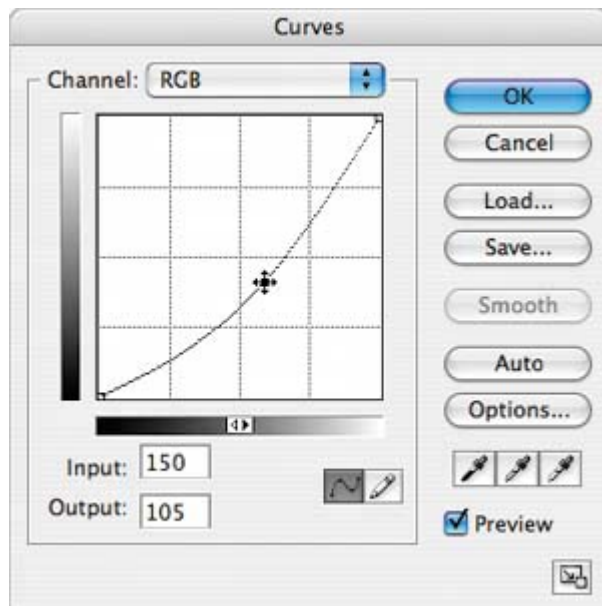 Curves
Channel: RGB
OK
Cancel
Load...
Save...
Smooth
Auto
Options...
Input: 150
Output: 105
Preview